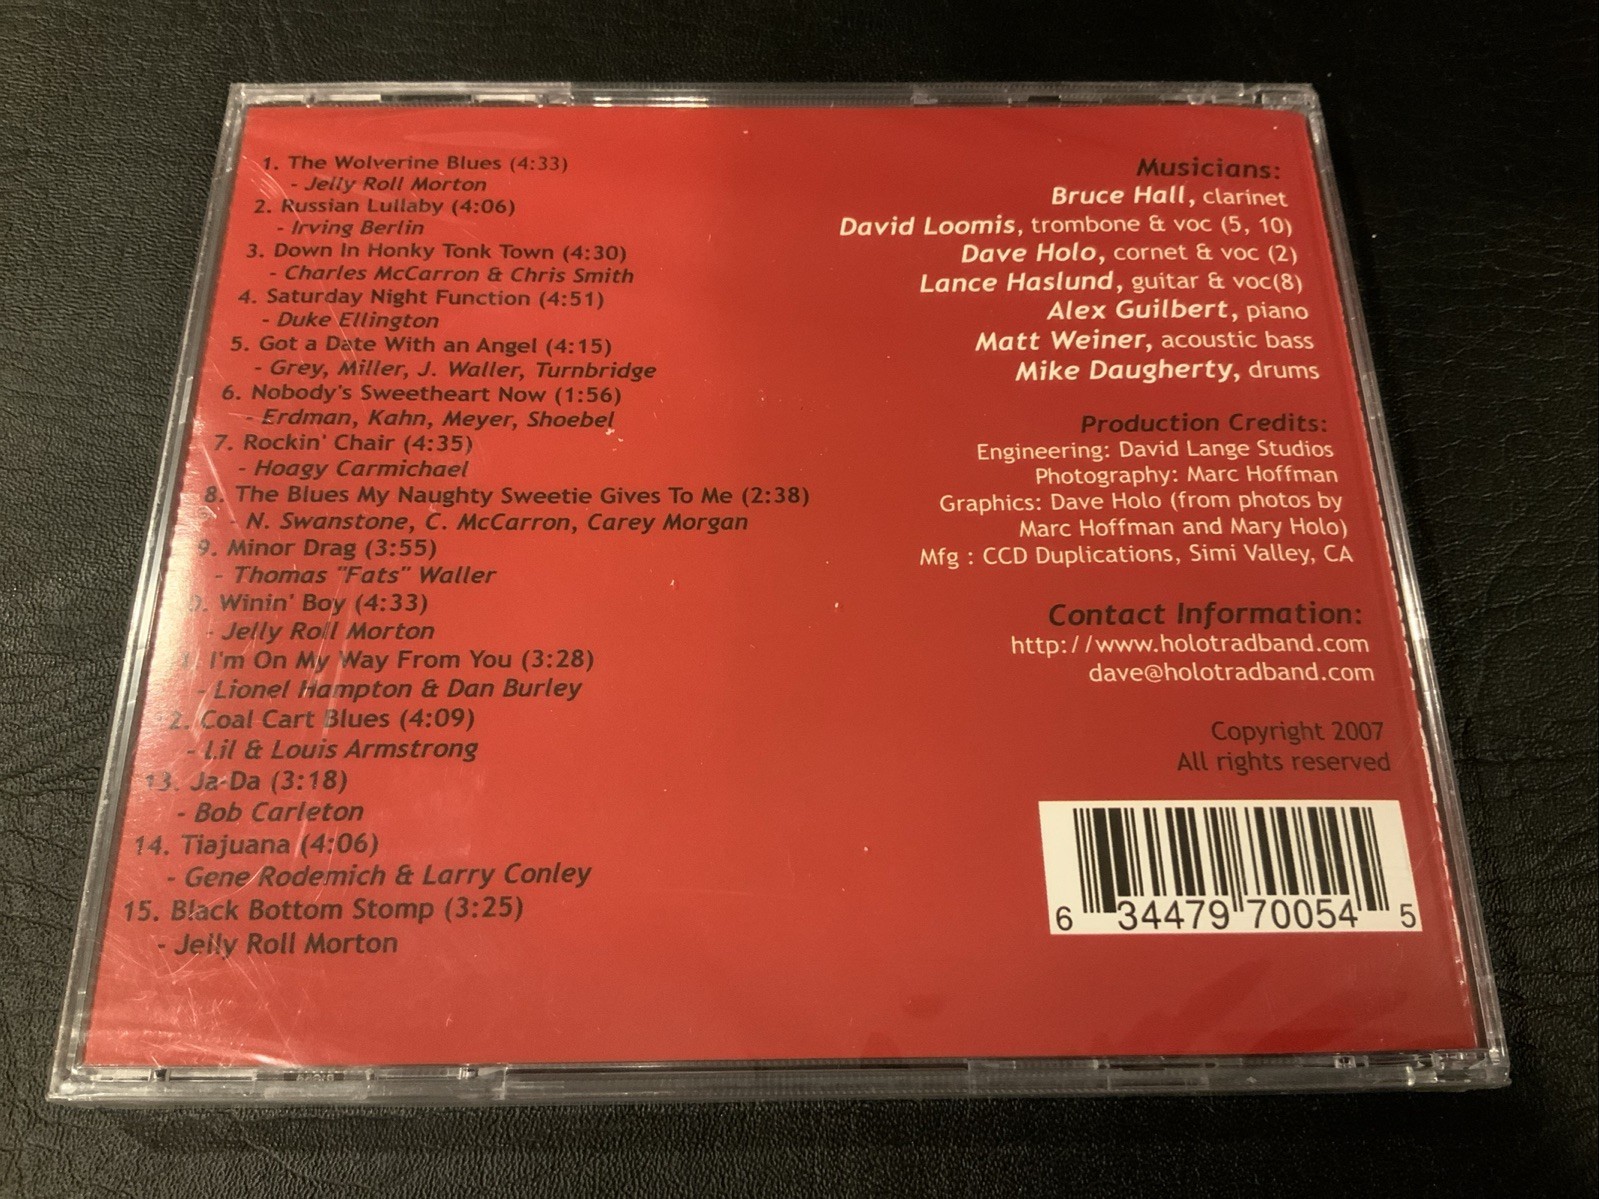 1. The Wolverine Blues (4:33)
- Jelly Roll Morton
2. Russian Lullaby (4:06)
- Irving Berlin
3. Down In Honky Tonk Town (4:30)
- Charles McCarron & Chris Smith
4. Saturday Night Function (4:51)
- Duke Ellington
5. Got a Date With an Angel (4:15)
- Grey, Miller, J. Waller, Turnbridge
6. Nobody's Sweetheart Now (1:56)
- Erdman, Kahn, Meyer, Shoebel
7. Rockin' Chair (4:35)
- Hoagy Carmichael
8. The Blues My Naughty Sweetie Gives To Me (2:38)
- N. Swanstone, C. McCarron, Carey Morgan
9. Minor Drag (3:55)
- Thomas "Fats" Waller
0. Winin' Boy (4:33)
- Jelly Roll Morton
1. I'm On My Way From You (3:28)
- Lionel Hampton & Dan Burley
12. Coal Cart Blues (4:09)
- Lil & Louis Armstrong
13. Ja-Da (3:18)
- Bob Carleton
14. Tiajuana (4:06)
- Gene Rodemich & Larry Conley
15. Black Bottom Stomp (3:25)
- Jelly Roll Morton
Musicians:
Bruce Hall, clarinet
David Loomis, trombone & voc (5, 10)
Dave Holo, cornet & voc (2)
Lance Haslund, guitar & voc(8)
Alex Guilbert, piano
Matt Weiner, acoustic bass
Mike Daugherty, drums
Production Credits:
Engineering: David Lange Studios
Photography: Marc Hoffman
Graphics: Dave Holo (from photos by
Marc Hoffman and Mary Holo)
Mfg : CCD Duplications, Simi Valley, CA
Contact Information:
http://www.holotradband.com
dave@holotradband.com
Copyright 2007
All rights reserved
6 34479 70054 5